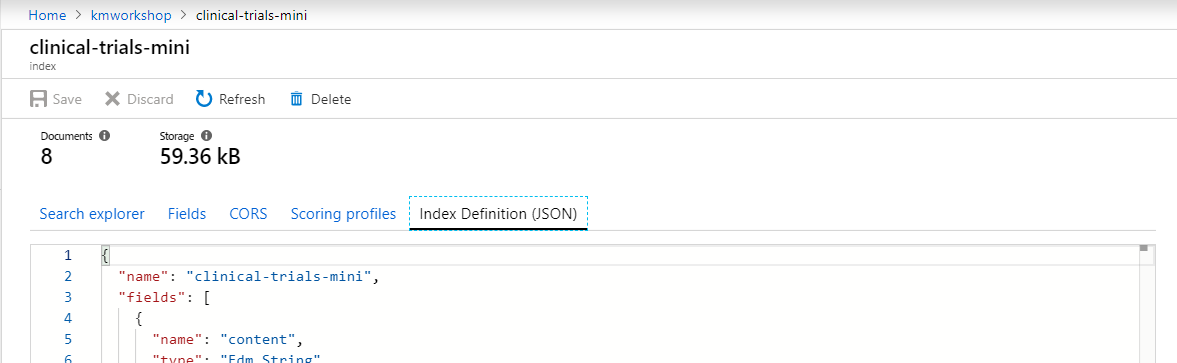 Home > kmworkshop > clinical-trials-mini
clinical-trials-mini
index
Save Discard Refresh Delete
Documents Storage
8 59.36 kB
Search explorer Fields CORS Scoring profiles Index Definition (JSON)
1 {
2 "name": "clinical-trials-mini",
3 "fields": [
4 {
5 "name": "content",
6 "type": "Edm.String"